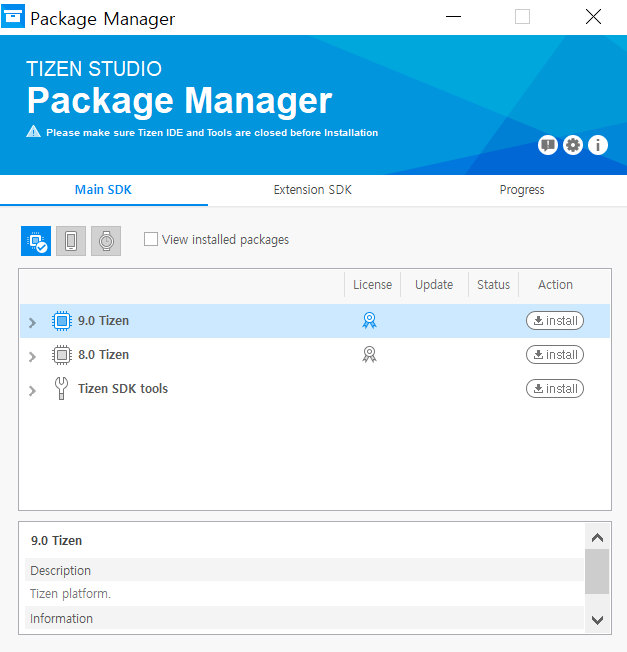 Package Manager
TIZEN STUDIO
Package Manager
Please make sure Tizen IDE and Tools are closed before Installation
Main SDK Extension SDK Progress
View installed packages
License Update Status Action
9.0 Tizen install
8.0 Tizen install
Tizen SDK tools install
9.0 Tizen
Description
Tizen platform.
Information